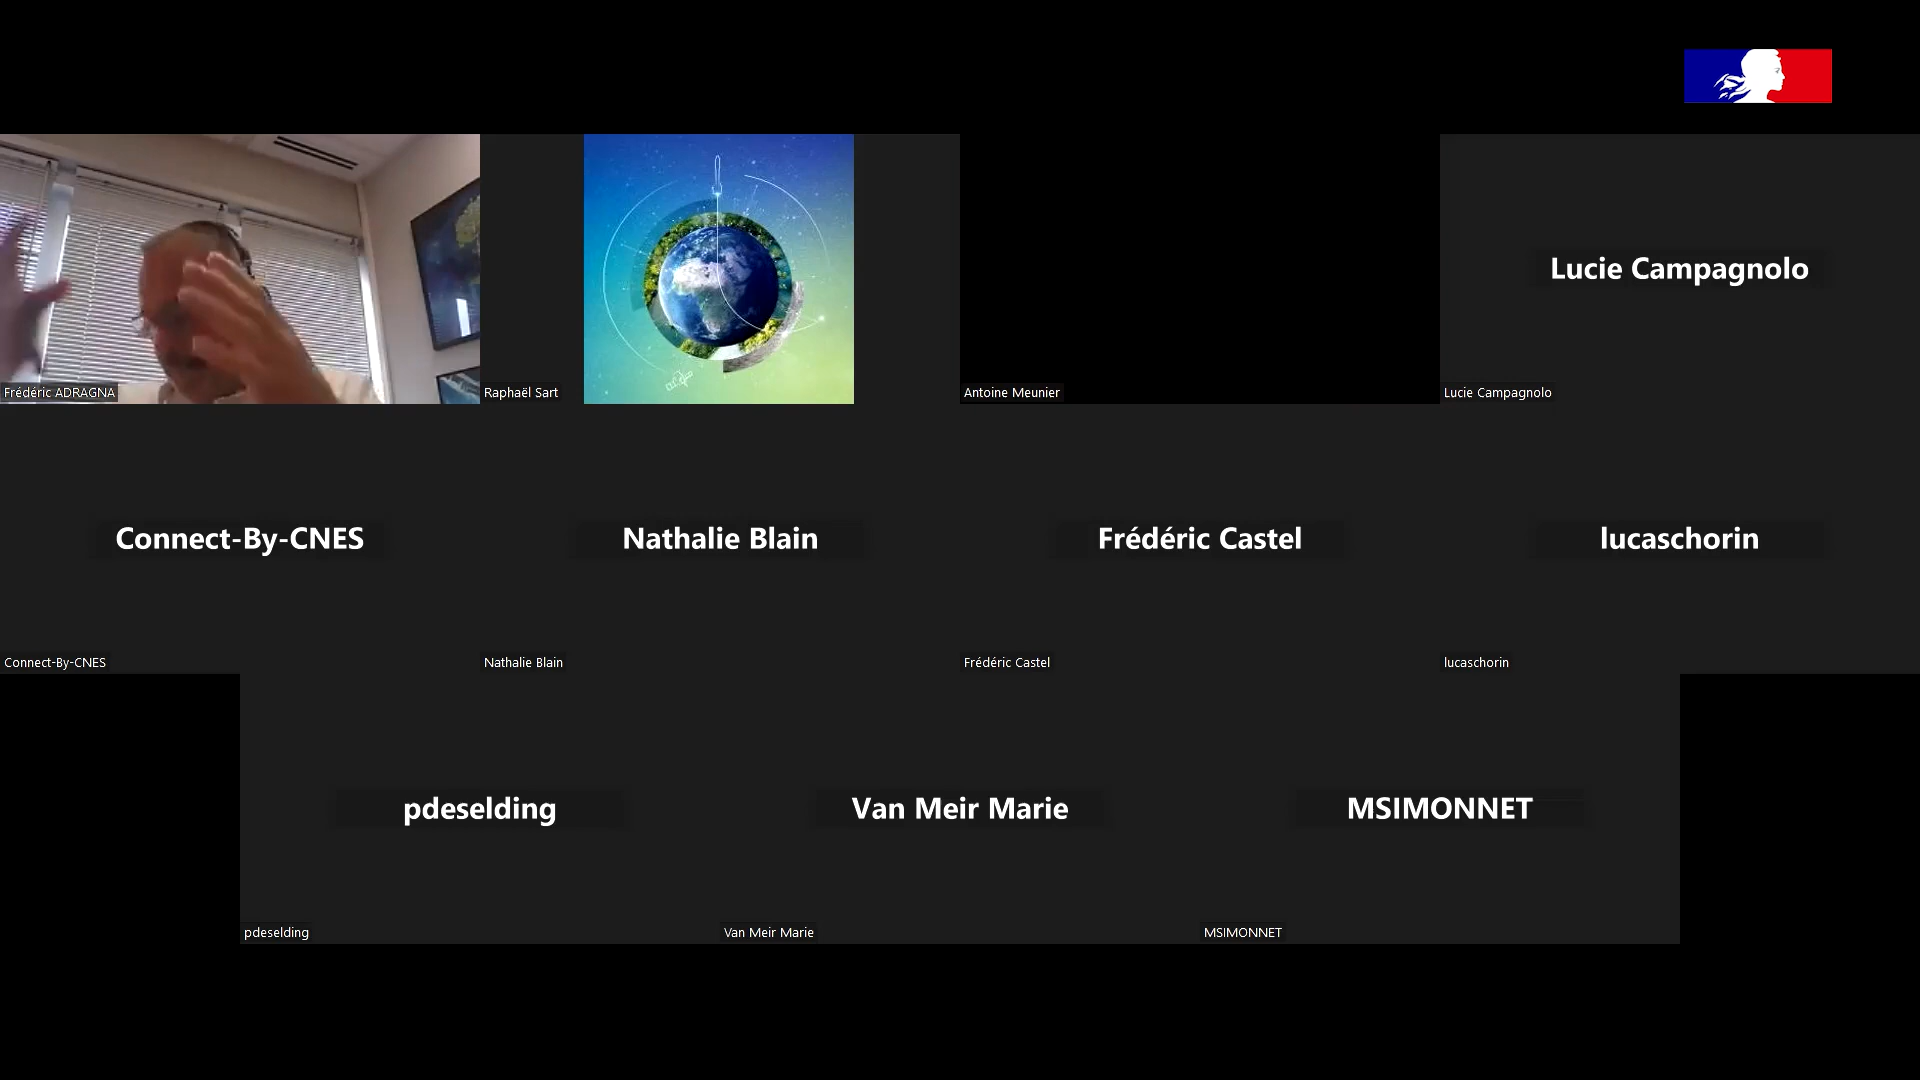 Frédéric ADRAGNA
Raphaël Sart
Antoine Meunier
Lucie Campagnolo
Lucie Campagnolo
Connect-By-CNES
Nathalie Blain
Frédéric Castel
lucaschorin
Connect-By-CNES
Nathalie Blain
Frédéric Castel
lucaschorin
pdeselding
Van Meir Marie
MSIMONNET
pdeselding
Van Meir Marie
MSIMONNET